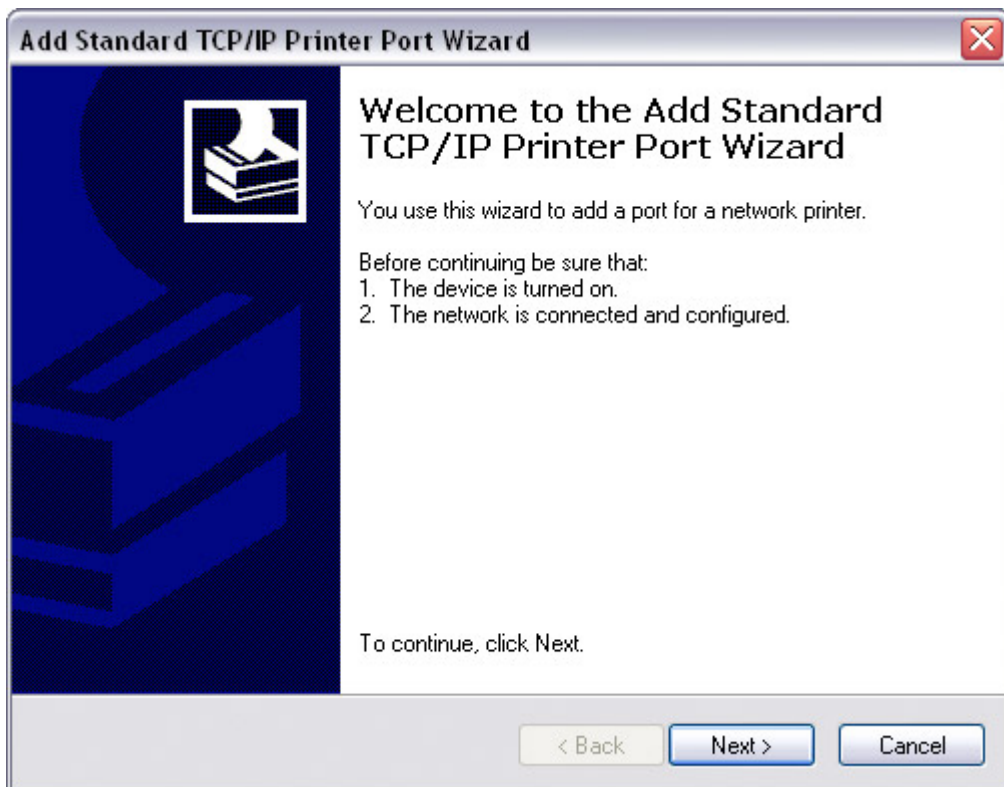 Add Standard TCP/IP Printer Port Wizard
Welcome to the Add Standard
TCP/IP Printer Port Wizard
You use this wizard to add a port for a network printer.
Before continuing be sure that:
1. The device is turned on.
2. The network is connected and configured.
To continue, click Next.
< Back
Next >
Cancel